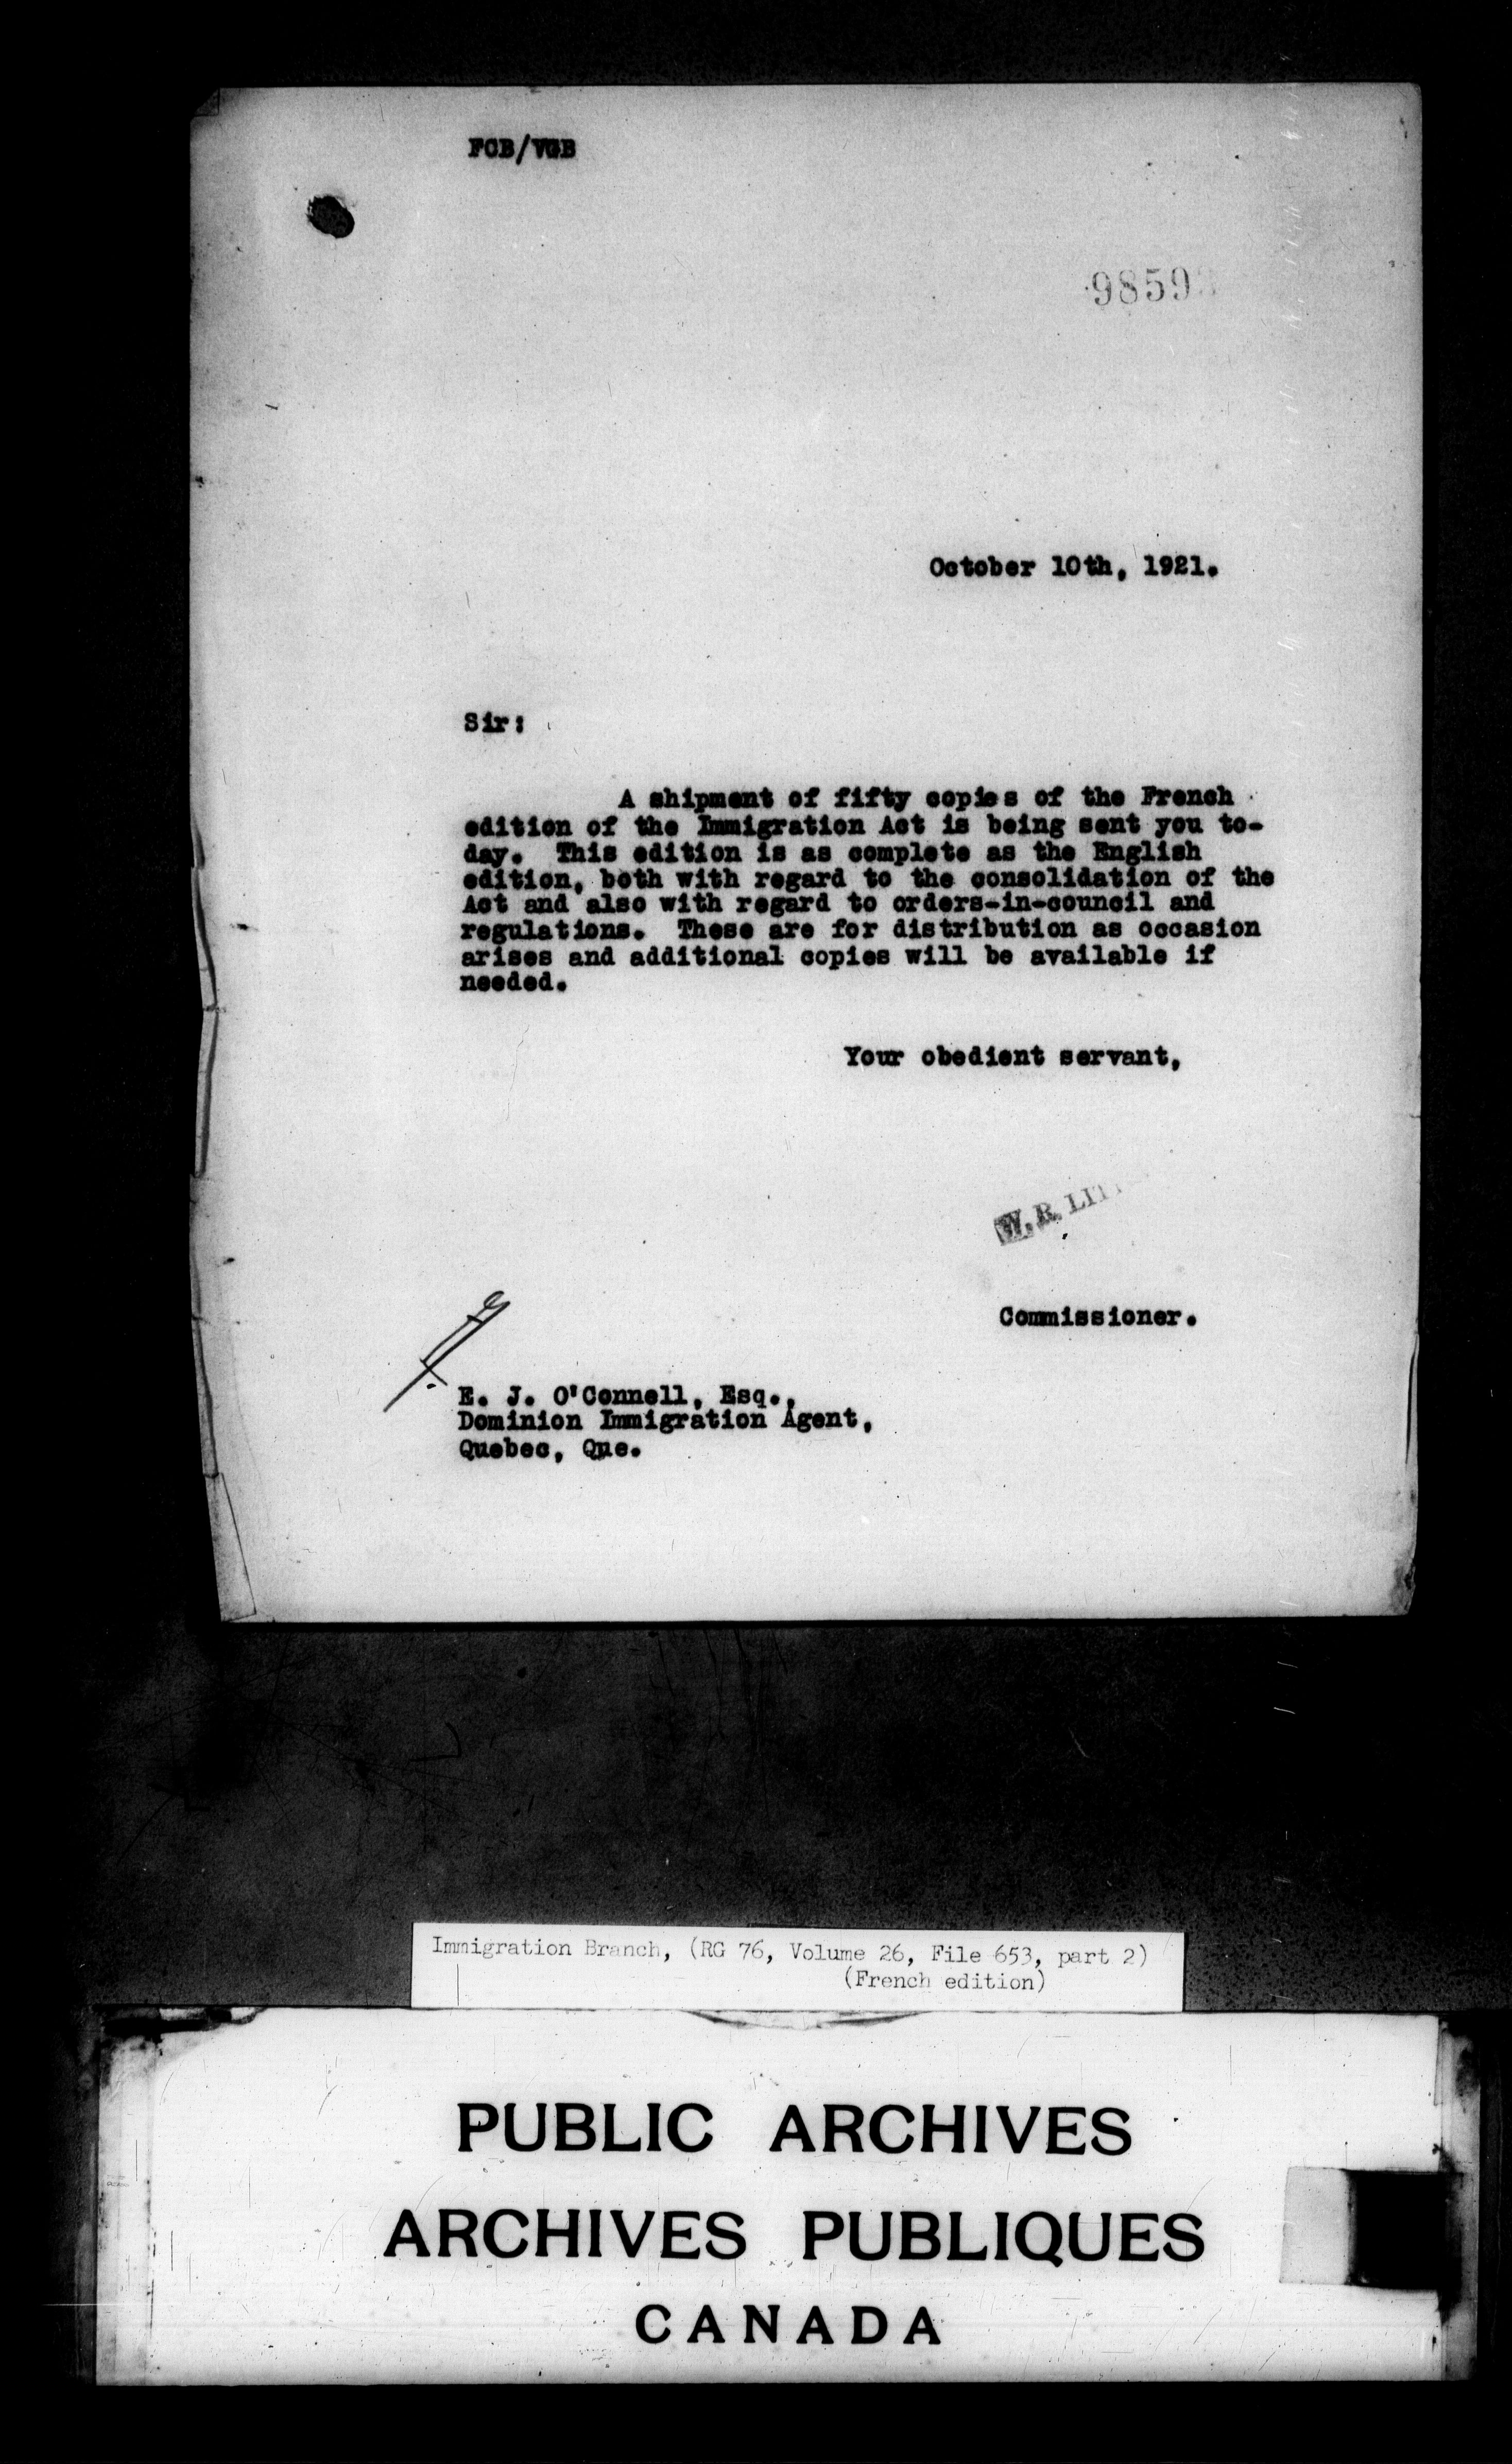 FCB/VGB
98593
October 10th, 1921.
Sir:
A shipment of fifty copies of the French
edition of the Immigration Act is being sent you to-
day. This edition is as complete as the English
edition, both with regard to the consolidation of the
Act and also with regard to orders-in-council and
regulations. These are for distribution as occasion
arises and additional copies will be available if
needed.
Your obedient servant,
W. R. LIT
Commissioner.
E. J. O'Connell, Esq.,
Dominion Immigration Agent,
Quebec, Que.
Immigration Branch, (RG 76, Volume 26, File 653, part 2)
(French edition)
PUBLIC ARCHIVES
ARCHIVES PUBLIQUES
CANADA